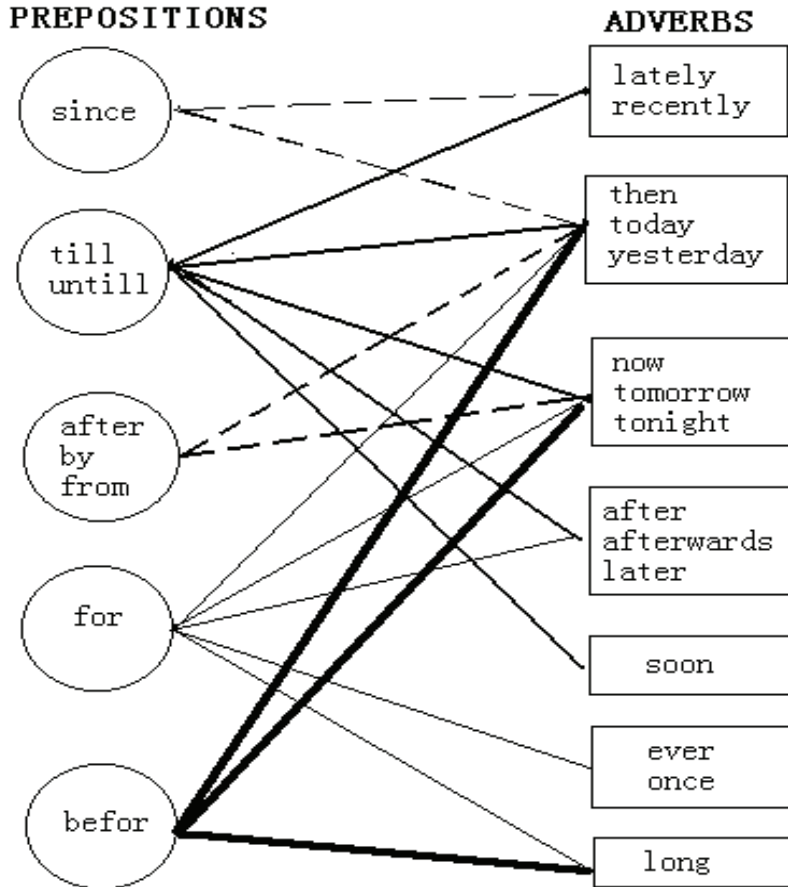 PREPOSITIONS
since
till
untill
after
by
from
for
befor
ADVERBS
lately
recently
then
today
yesterday
now
tomorrow
tonight
after
afterwards
later
soon
ever
once
long